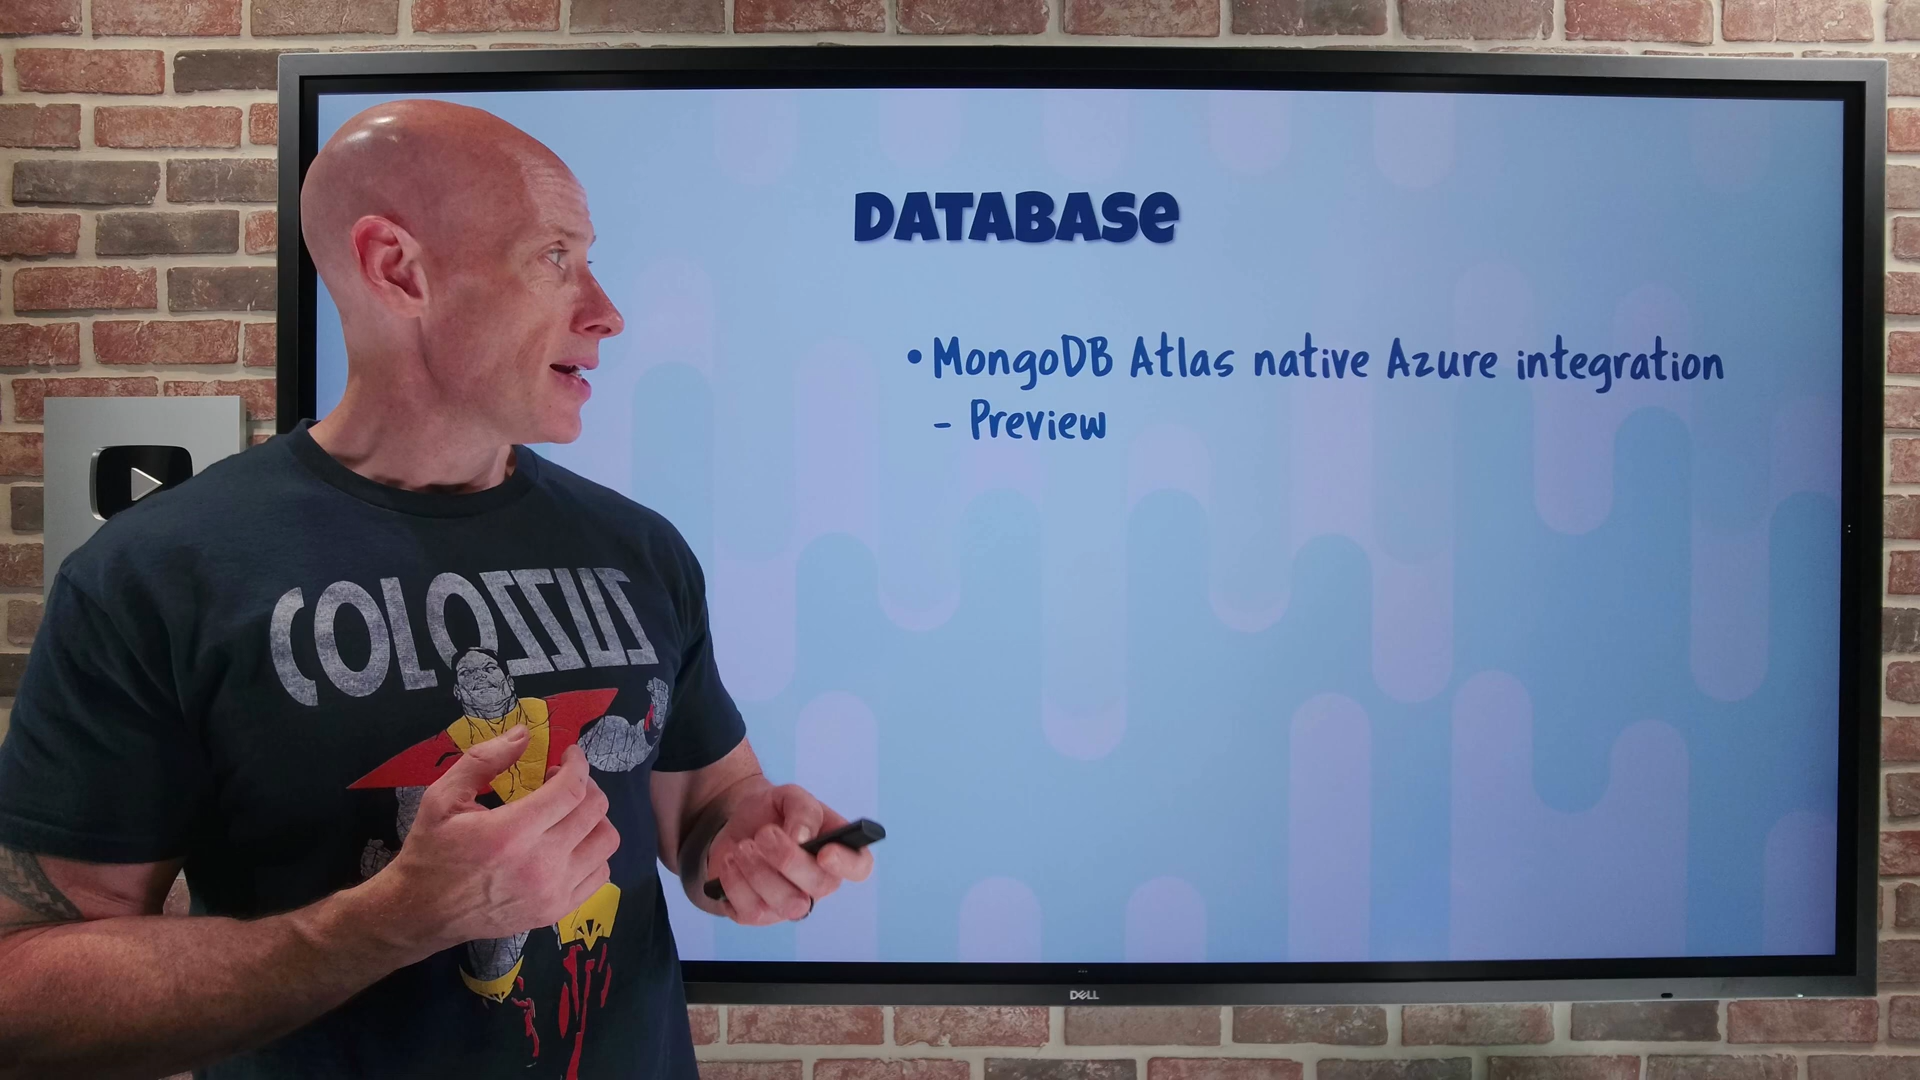 DATABASE
• MongoDB Atlas native Azure integration
- Preview
COLOSSUS
DELL